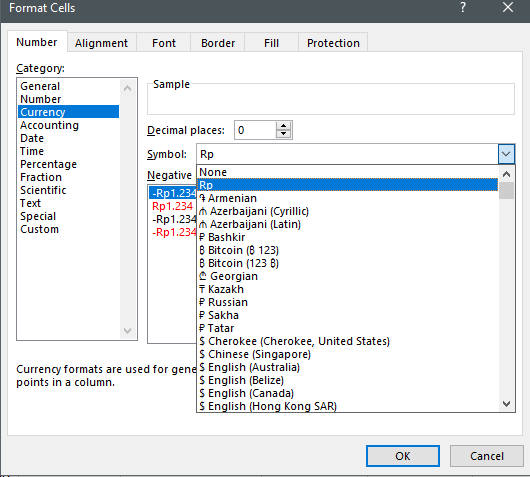 Format Cells
?
Number
Alignment
Font
Border
Fill
Protection
Category:
General
Number
Currency
Accounting
Date
Time
Percentage
Fraction
Scientific
Text
Special
Custom
Sample
Decimal places: 0
Symbol: Rp
Negative
-Rp1.234
Rp1.234
-Rp1.234
-Rp1.234
None
Rp
֏ Armenian
₼ Azerbaijani (Cyrillic)
₼ Azerbaijani (Latin)
₽ Bashkir
₿ Bitcoin (₿ 123)
₿ Bitcoin (123 ₿)
₾ Georgian
₸ Kazakh
₽ Russian
₽ Sakha
₽ Tatar
$ Cherokee (Cherokee, United States)
$ Chinese (Singapore)
$ English (Australia)
$ English (Belize)
$ English (Canada)
$ English (Hong Kong SAR)
Currency formats are used for gene
points in a column.
OK
Cancel